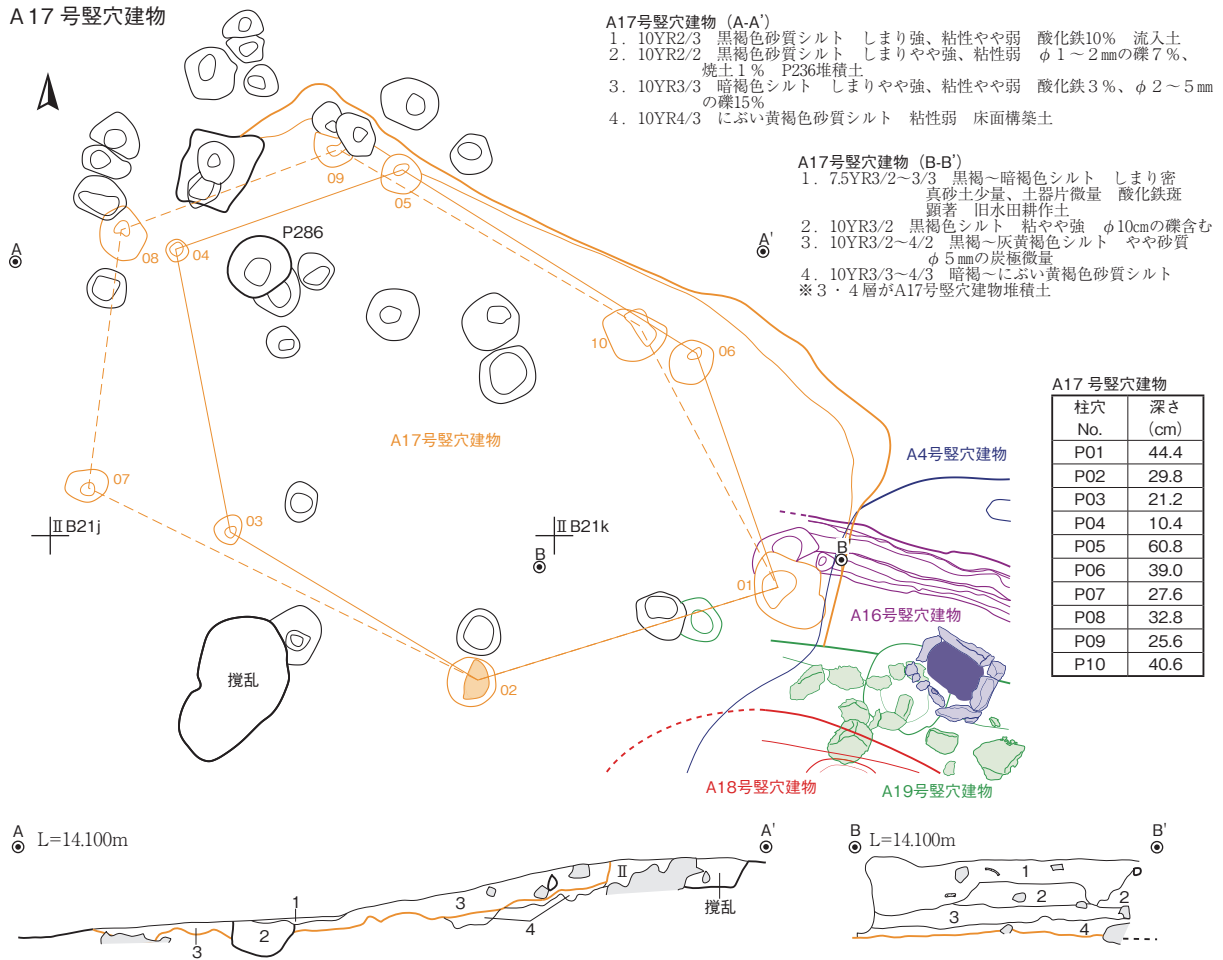 A17号竪穴建物
A17号竪穴建物（A-A’）
1．10YR2/3　黒褐色砂質シルト　しまり強、粘性やや弱　酸化鉄10%　流入土
2．10YR2/2　黒褐色砂質シルト　しまりやや強、粘性弱　φ1～2㎜の礫7％、
焼土1％　P236堆積土
3．10YR3/3　暗褐色シルト　しまりやや強、粘性やや弱　酸化鉄3％、φ2～5㎜
の礫15%
4．10YR4/3　にぶい黄褐色砂質シルト　粘性弱　床面構築土
A17号竪穴建物（B-B’）
1．7.5YR3/2～3/3　黒褐～暗褐色シルト　しまり密
真砂土少量、土器片微量　酸化鉄斑
顕著　旧水田耕作土
2．10YR3/2　黒褐色シルト　粘やや強　φ10㎝の礫含む
3．10YR3/2～4/2　黒褐～灰黄褐色シルト　やや砂質
φ5㎜の炭極微量
4．10YR3/3～4/3　暗褐～にぶい黄褐色砂質シルト
※3・4層がA17号竪穴建物堆積土
09
05
P286
08
04
A
A'
10
06
A17号竪穴建物
A4号竪穴建物
07
03
ⅡB21j
ⅡB21k
B
B'
01
A16号竪穴建物
撹乱
02
A18号竪穴建物
A19号竪穴建物
A17号竪穴建物
柱穴 深さ
No. (cm)
P01 44.4
P02 29.8
P03 21.2
P04 10.4
P05 60.8
P06 39.0
P07 27.6
P08 32.8
P09 25.6
P10 40.6
A L=14.100m A'
1
2
3
3
4
Ⅱ
撹乱
B L=14.100m B'
1
2
2
3
4